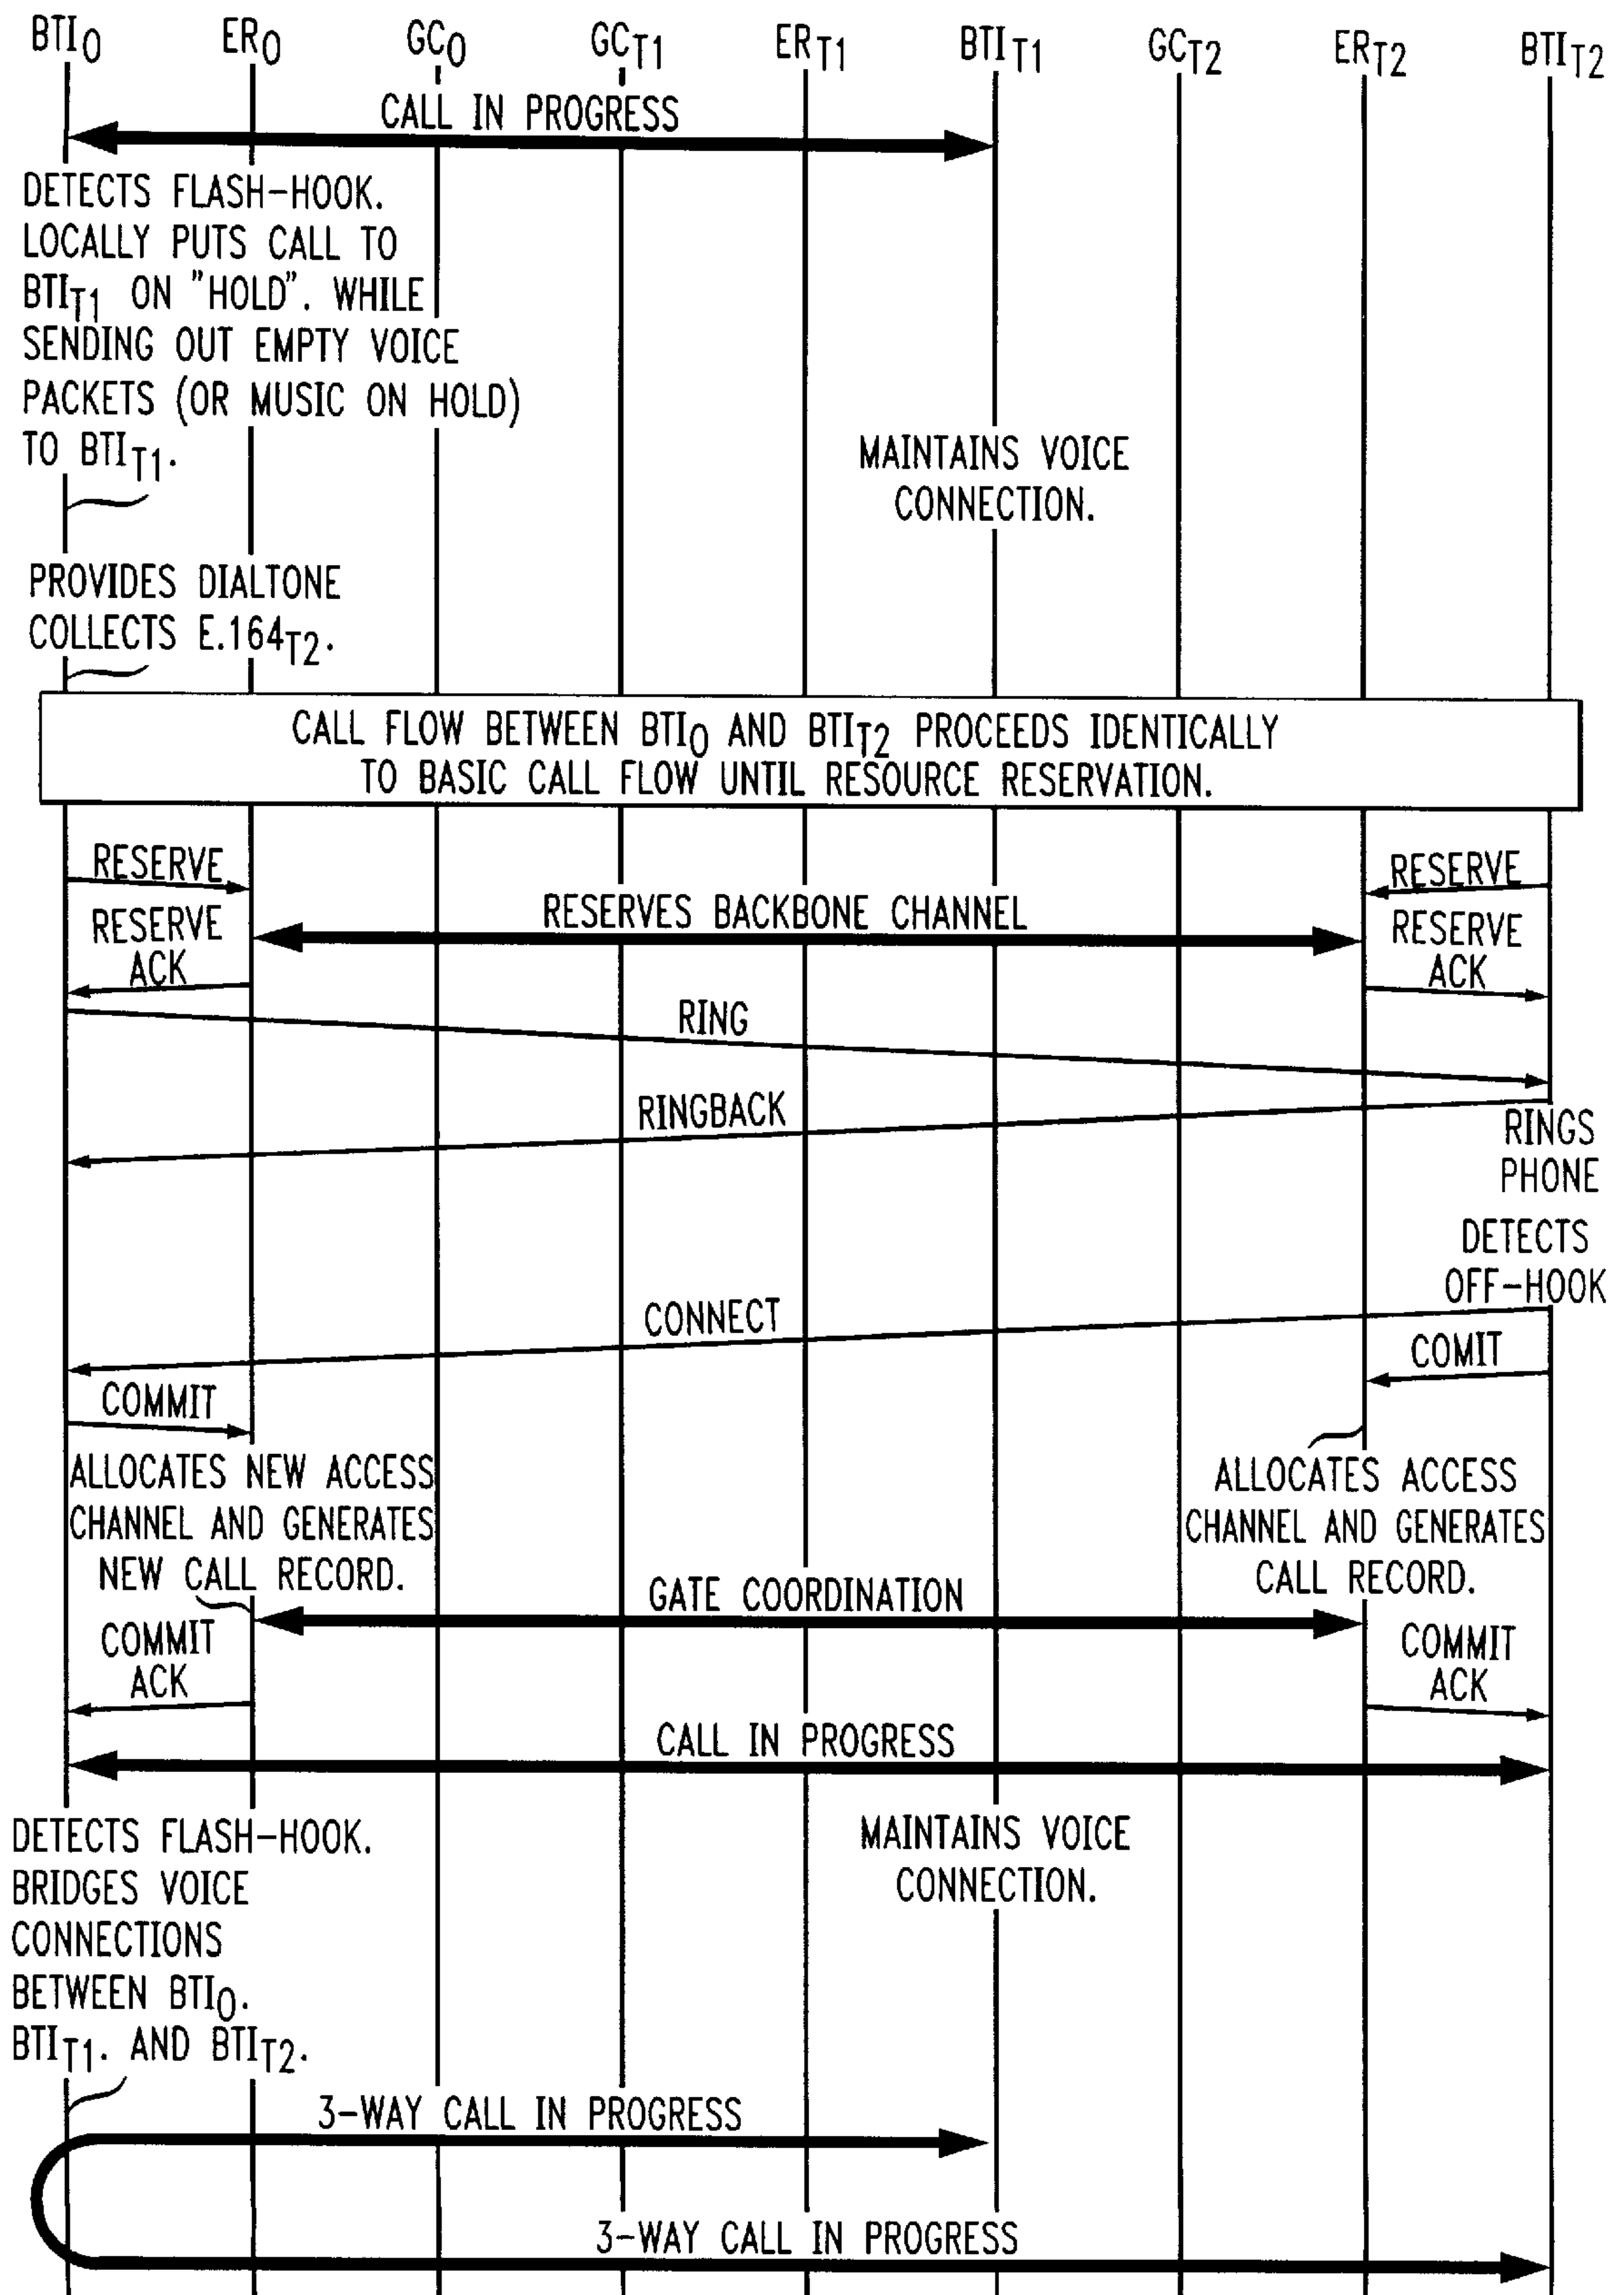 BTIO ERO GCO GCT1 ERT1 BTIT1 GCT2 ERT2 BTIT2
CALL IN PROGRESS
DETECTS FLASH-HOOK.
LOCALLY PUTS CALL TO
BTIT1 ON "HOLD". WHILE
SENDING OUT EMPTY VOICE
PACKETS (OR MUSIC ON HOLD)
TO BTIT1.
MAINTAINS VOICE
CONNECTION.
PROVIDES DIALTONE
COLLECTS E.164T2.
CALL FLOW BETWEEN BTIO AND BTIT2 PROCEEDS IDENTICALLY
TO BASIC CALL FLOW UNTIL RESOURCE RESERVATION.
RESERVE
RESERVE
RESERVES BACKBONE CHANNEL
RESERVE
ACK
RESERVE
ACK
RING
RINGBACK
RINGS
PHONE
DETECTS
OFF-HOOK
CONNECT
COMIT
COMMIT
ALLOCATES NEW ACCESS
CHANNEL AND GENERATES
NEW CALL RECORD.
ALLOCATES ACCESS
CHANNEL AND GENERATES
CALL RECORD.
GATE COORDINATION
COMMIT
ACK
COMMIT
ACK
CALL IN PROGRESS
DETECTS FLASH-HOOK.
BRIDGES VOICE
CONNECTIONS
BETWEEN BTIO.
BTIT1. AND BTIT2.
MAINTAINS VOICE
CONNECTION.
3-WAY CALL IN PROGRESS
3-WAY CALL IN PROGRESS